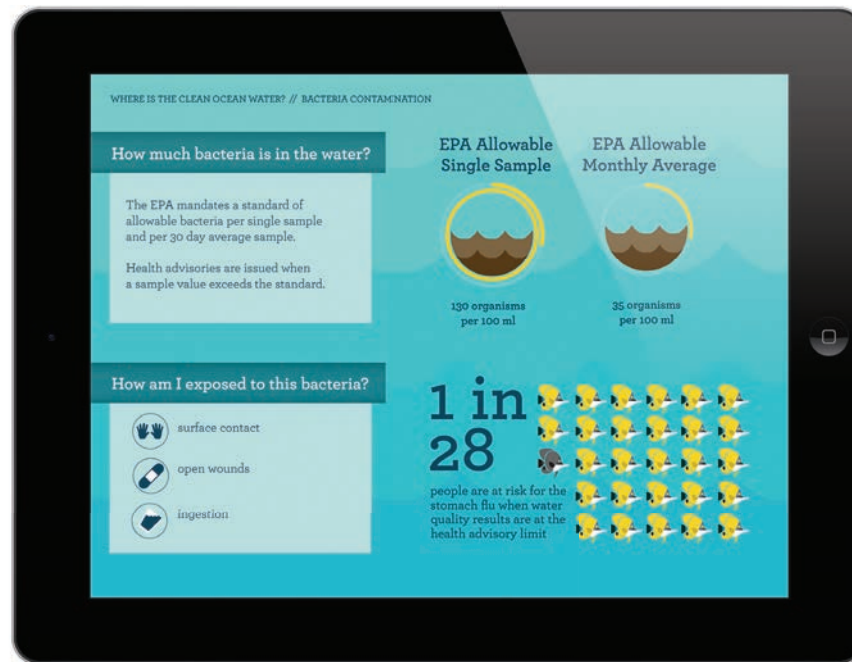 WHERE IS THE CLEAN OCEAN WATER? // BACTERIA CONTAMINATION
How much bacteria is in the water?
The EPA mandates a standard of
allowable bacteria per single sample
and per 30 day average sample.
Health advisories are issued when
a sample value exceeds the standard.
EPA Allowable
Single Sample
130 organisms
per 100 ml
EPA Allowable
Monthly Average
35 organisms
per 100 ml
How am I exposed to this bacteria?
surface contact
open wounds
ingestion
1 in
28
people are at risk for the
stomach flu when water
quality results are at the
health advisory limit